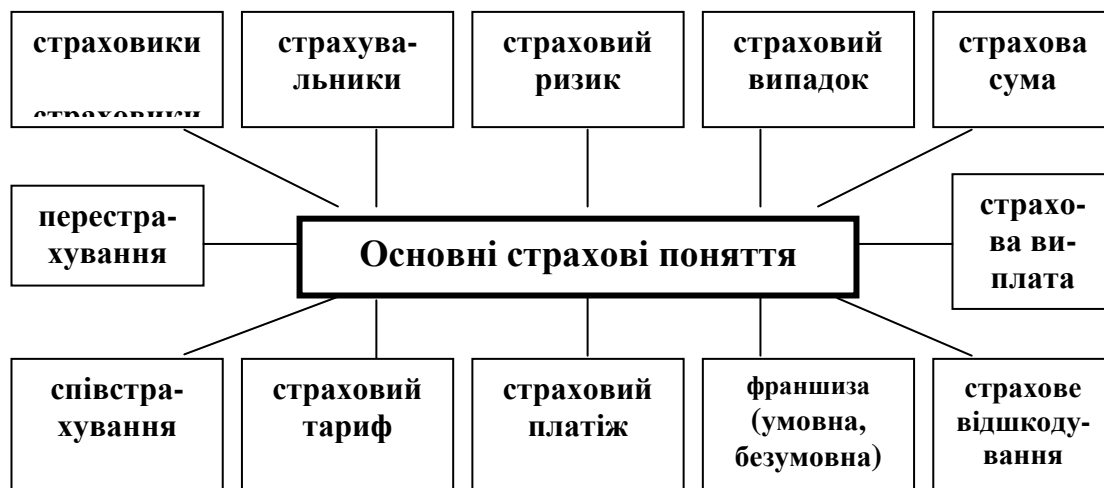 страховики
страховики
страхува-
льники
страховий
ризик
страховий
випадок
страхова
сума
перестра-
хування
Основні страхові поняття
страхо-
ва ви-
плата
співстра-
хування
страховий
тариф
страховий
платіж
франшиза
(умовна,
безумовна)
страхове
відшкоду-
вання